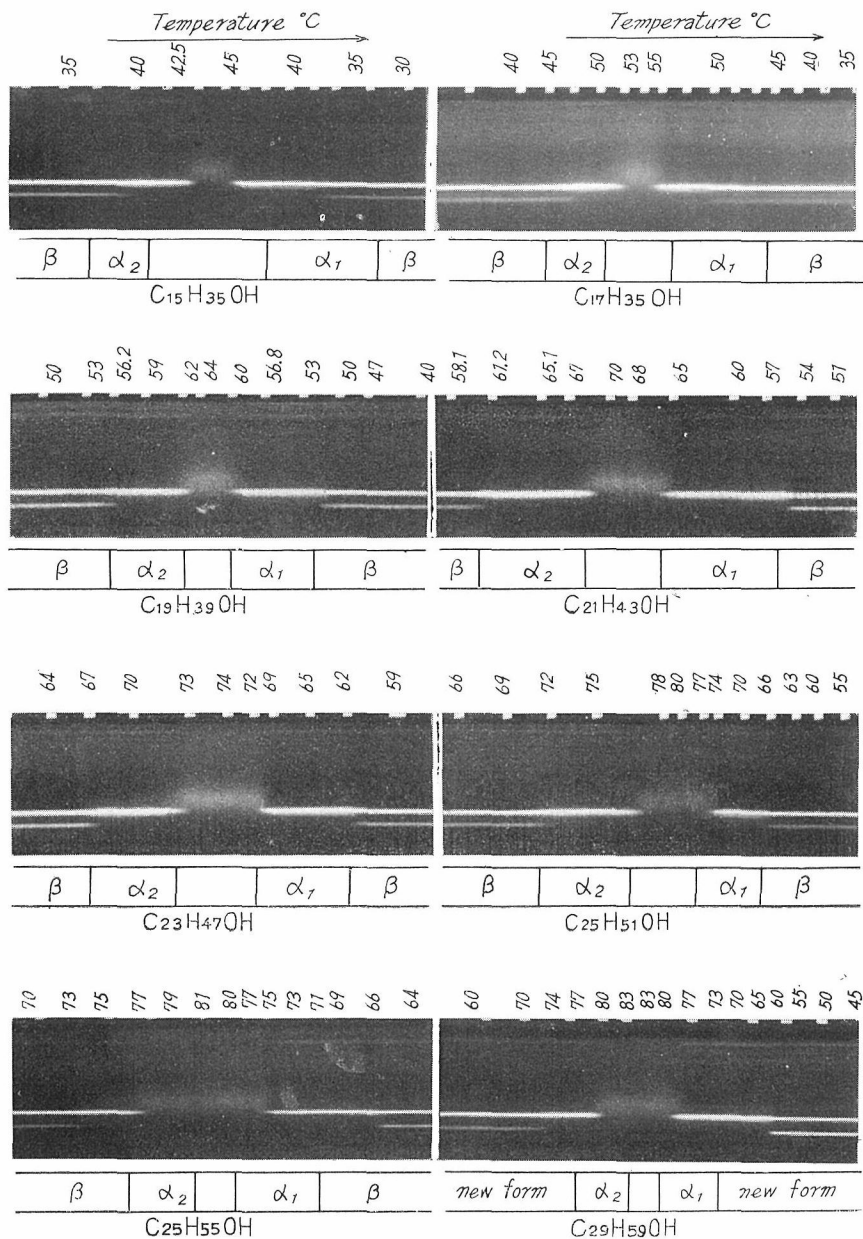 Temperature °C
35 40 42.5 45 40 35 30
β α₂ α₁ β
C₁₅H₃₅OH
Temperature °C
40 45 50 53 55 50 45 40 35
β α₂ α₁ β
C₁₇H₃₅OH
50 53 56.2 59 62 64 60 56.8 53 50 47 40
β α₂ α₁ β
C₁₉H₃₉OH
58.1 61.2 65.1 67 70 68 65 60 57 54 51
β α₂ α₁ β
C₂₁H₄₃OH
64 67 70 73 74 72 69 65 62 59
β α₂ α₁ β
C₂₃H₄₇OH
66 69 72 75 78 80 77 74 70 66 63 60 55
β α₂ α₁ β
C₂₅H₅₁OH
70 73 75 77 79 81 80 77 75 73 71 69 66 64
β α₂ α₁ β
C₂₅H₅₅OH
60 70 74 77 80 83 83 80 77 73 70 65 60 55 50 45
new form α₂ α₁ new form
C₂₉H₅₉OH